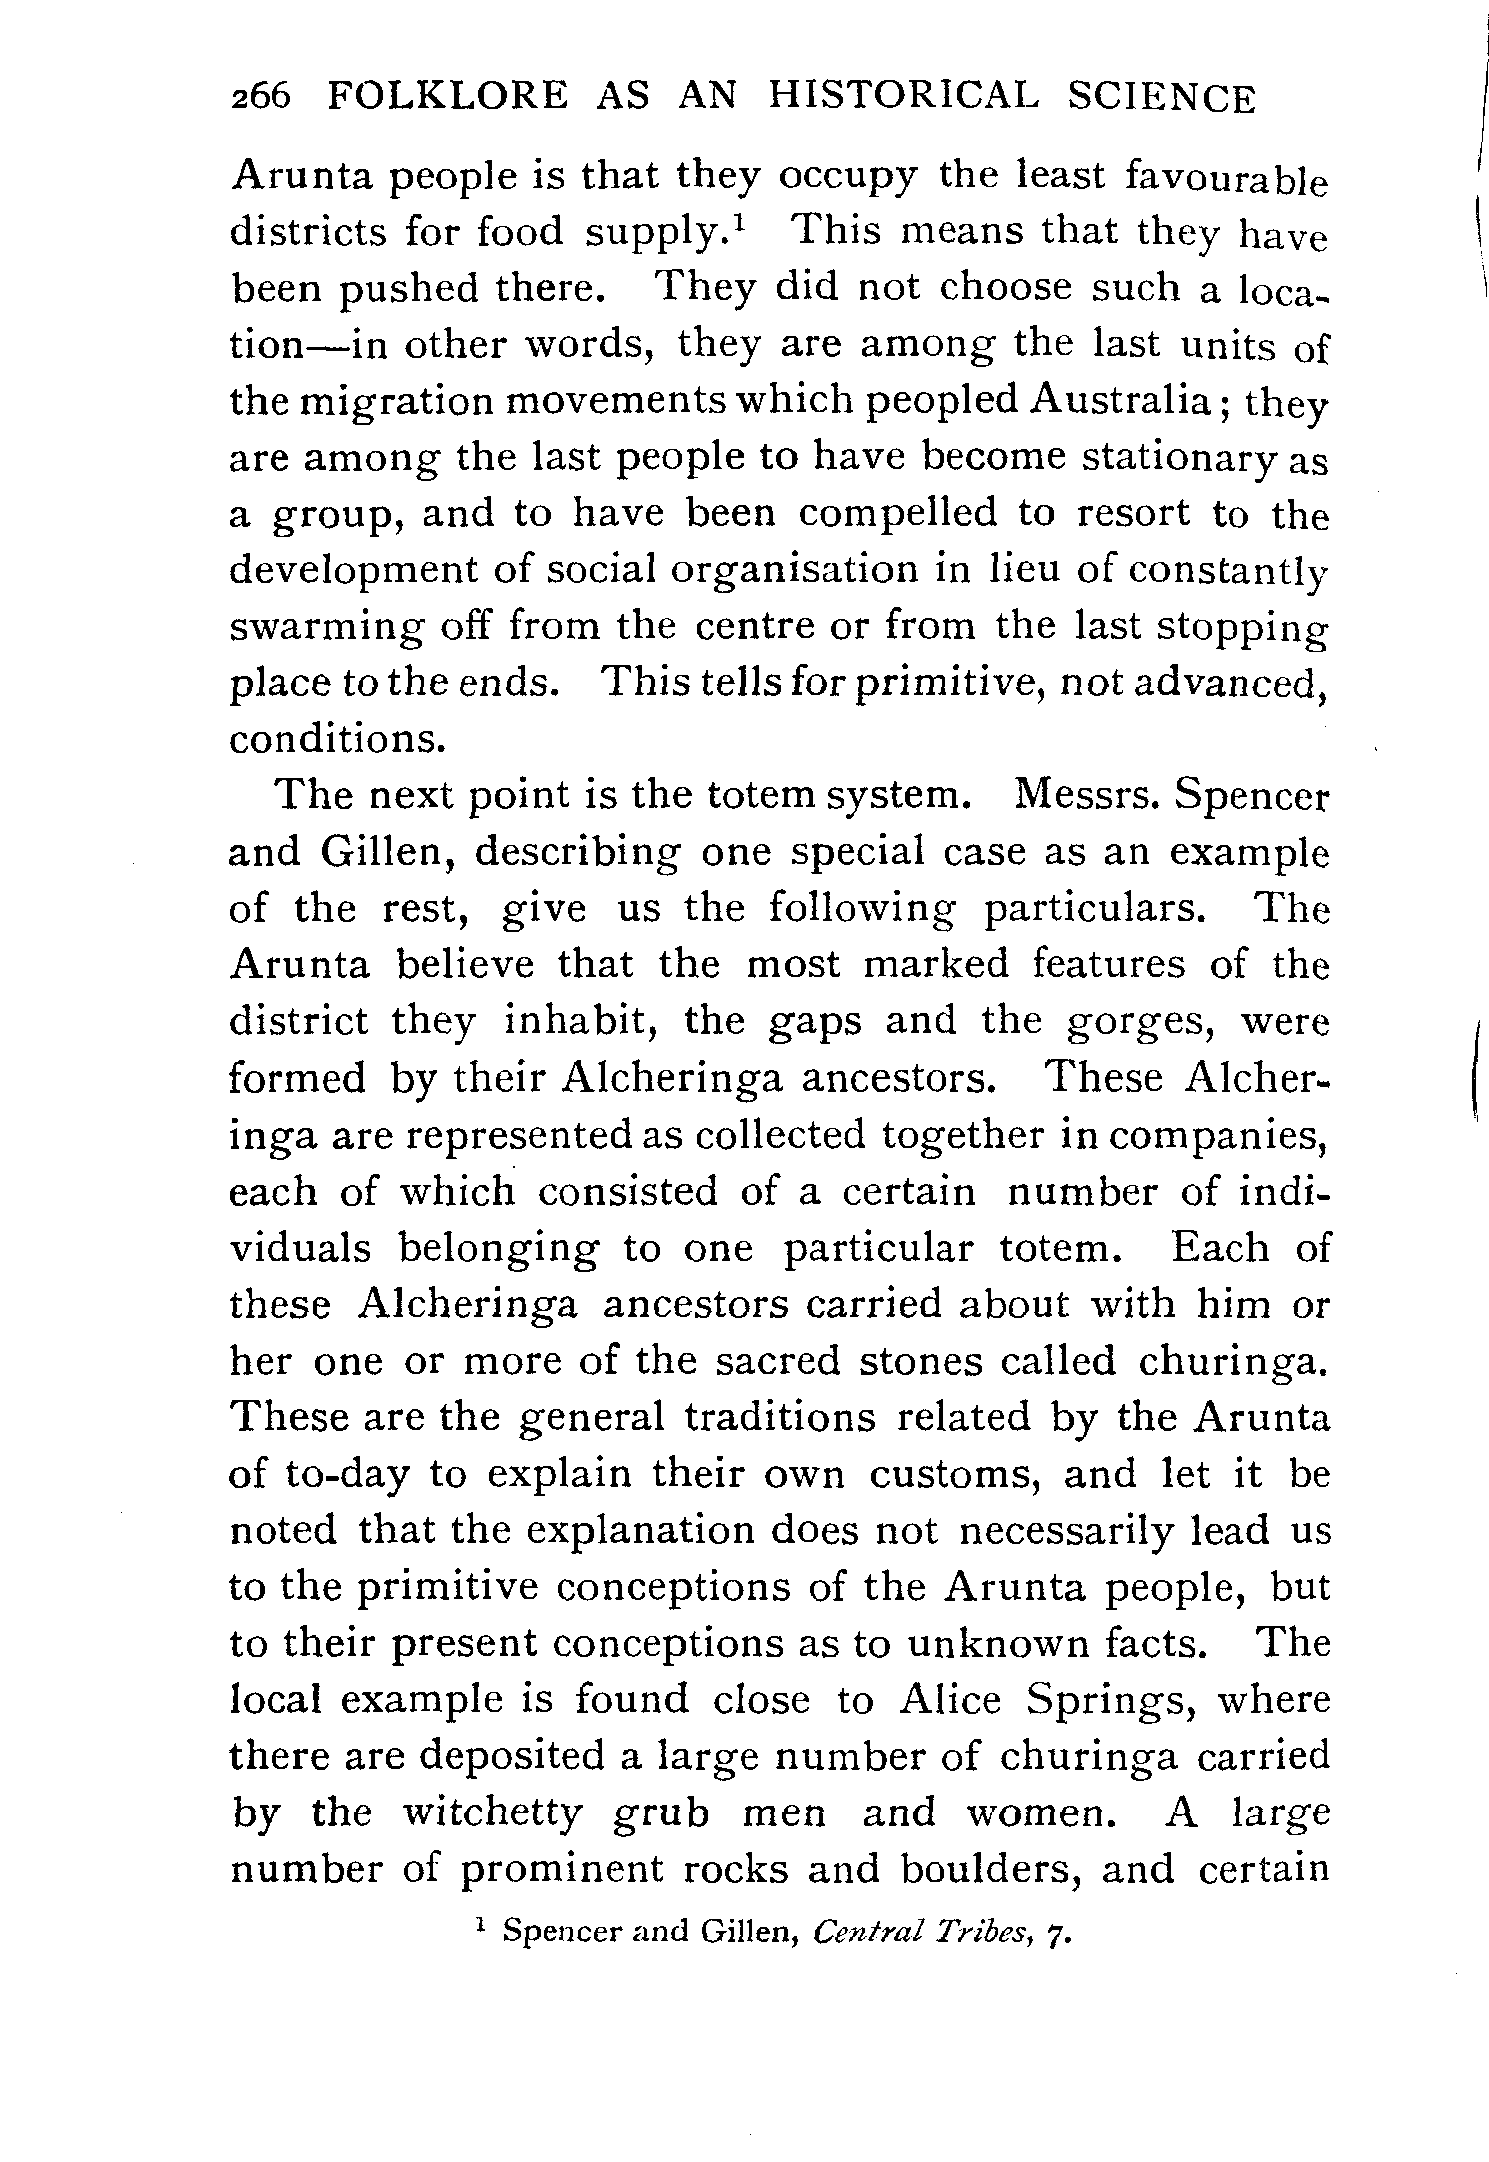 266 FOLKLORE AS AN HISTORICAL SCIENCE
Arunta people is that they occupy the least favourable
districts for food supply.¹ This means that they have
been pushed there. They did not choose such a loca-
tion—in other words, they are among the last units of
the migration movements which peopled Australia; they
are among the last people to have become stationary as
a group, and to have been compelled to resort to the
development of social organisation in lieu of constantly
swarming off from the centre or from the last stopping
place to the ends. This tells for primitive, not advanced,
conditions.
The next point is the totem system. Messrs. Spencer
and Gillen, describing one special case as an example
of the rest, give us the following particulars. The
Arunta believe that the most marked features of the
district they inhabit, the gaps and the gorges, were
formed by their Alcheringa ancestors. These Alcher-
inga are represented as collected together in companies,
each of which consisted of a certain number of indi-
viduals belonging to one particular totem. Each of
these Alcheringa ancestors carried about with him or
her one or more of the sacred stones called churinga.
These are the general traditions related by the Arunta
of to-day to explain their own customs, and let it be
noted that the explanation does not necessarily lead us
to the primitive conceptions of the Arunta people, but
to their present conceptions as to unknown facts. The
local example is found close to Alice Springs, where
there are deposited a large number of churinga carried
by the witchetty grub men and women. A large
number of prominent rocks and boulders, and certain
¹ Spencer and Gillen, Central Tribes, 7.